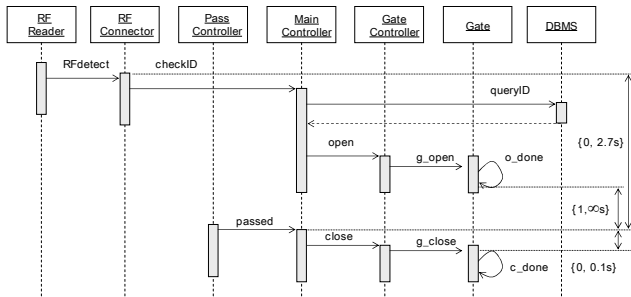 RF
Reader
RF
Connector
Pass
Controller
Main
Controller
Gate
Controller
Gate
DBMS
RFdetect
checkID
queryID
open
g_open
o_done
{0, 2.7s}
{1,∞s}
passed
close
g_close
c_done
{0, 0.1s}